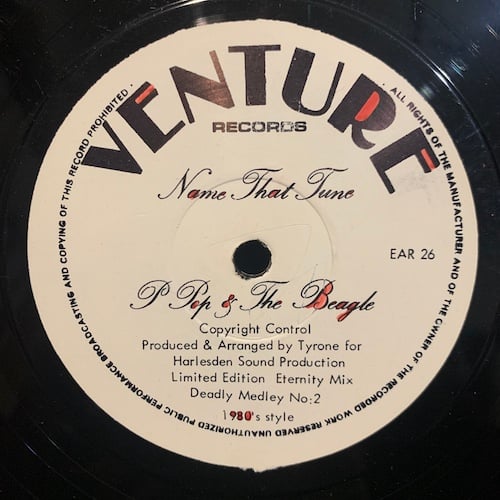 VENTURE
RECORDS
Name That Tune
EAR 26
P Pop & The Beagle
Copyright Control
Produced & Arranged by Tyrone for
Harlesden Sound Production
Limited Edition Eternity Mix
Deadly Medley No:2
1980's style
. ALL RIGHTS OF THE MANUFACTURER AND OF THE OWNER OF THE RECORDED WORK RESERVED UNAUTHORIZED PUBLIC PERFORMANCE BROADCASTING AND COPYING OF THIS RECORD PROHIBITED .